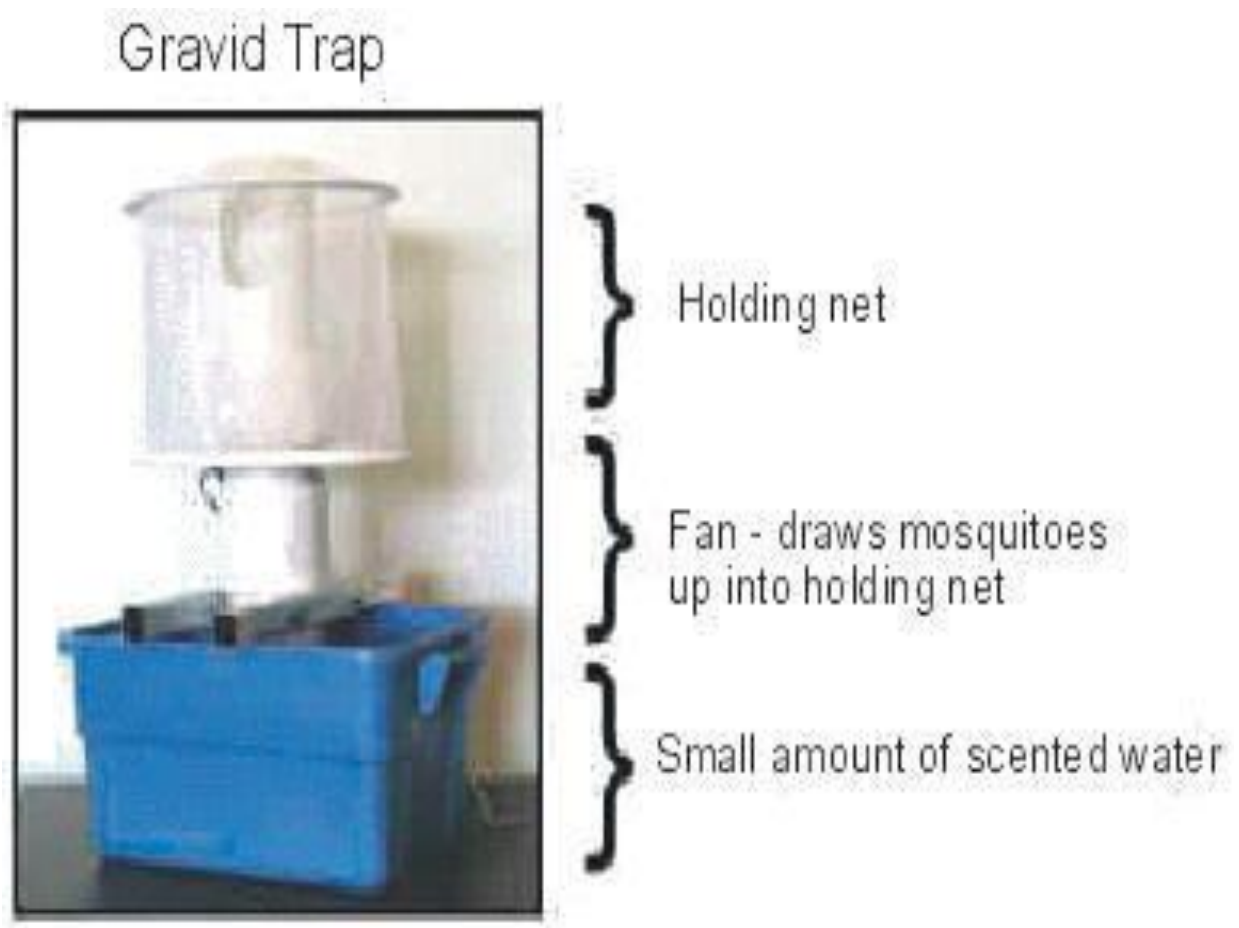 Gravid Trap
Holding net
Fan - draws mosquitoes
up into holding net
Small amount of scented water